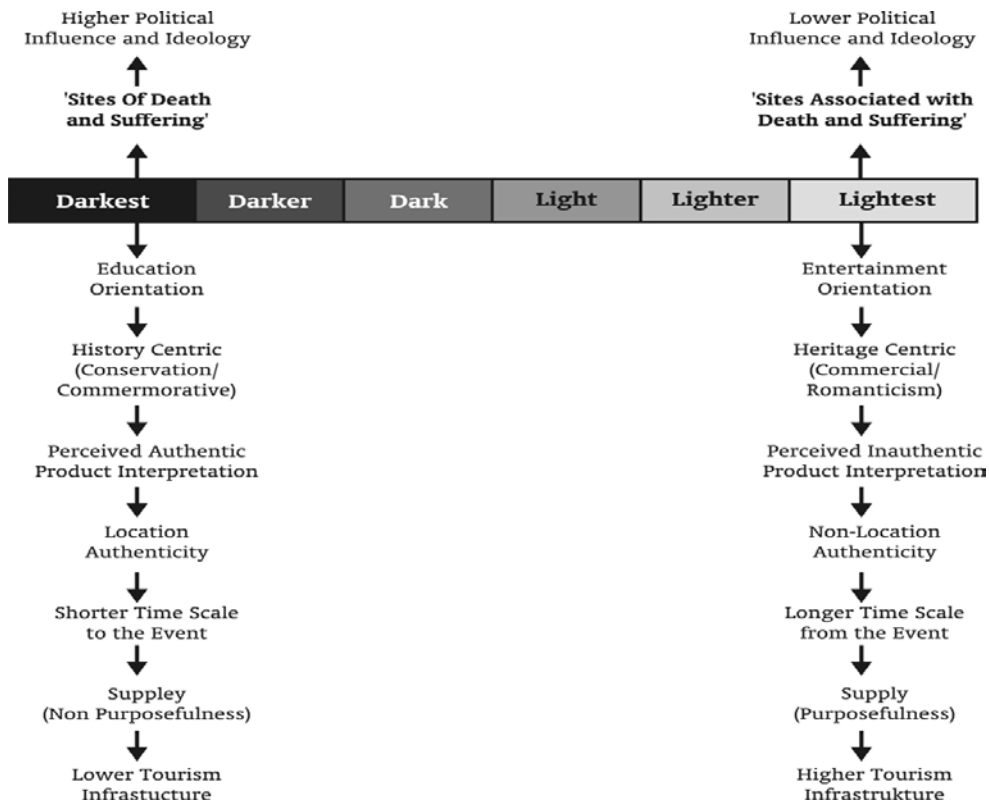 Higher Political
Influence and Ideology
Lower Political
Influence and Ideology
'Sites Of Death
and Suffering'
'Sites Associated with
Death and Suffering'
Darkest
Darker
Dark
Light
Lighter
Lightest
Education
Orientation
History Centric
(Conservation/
Commermorative)
Perceived Authentic
Product Interpretation
Location
Authenticity
Shorter Time Scale
to the Event
Suppley
(Non Purposefulness)
Lower Tourism
Infrastucture
Entertainment
Orientation
Heritage Centric
(Commercial/
Romanticism)
Perceived Inauthentic
Product Interpretation
Non-Location
Authenticity
Longer Time Scale
from the Event
Supply
(Purposefulness)
Higher Tourism
Infrastrukture